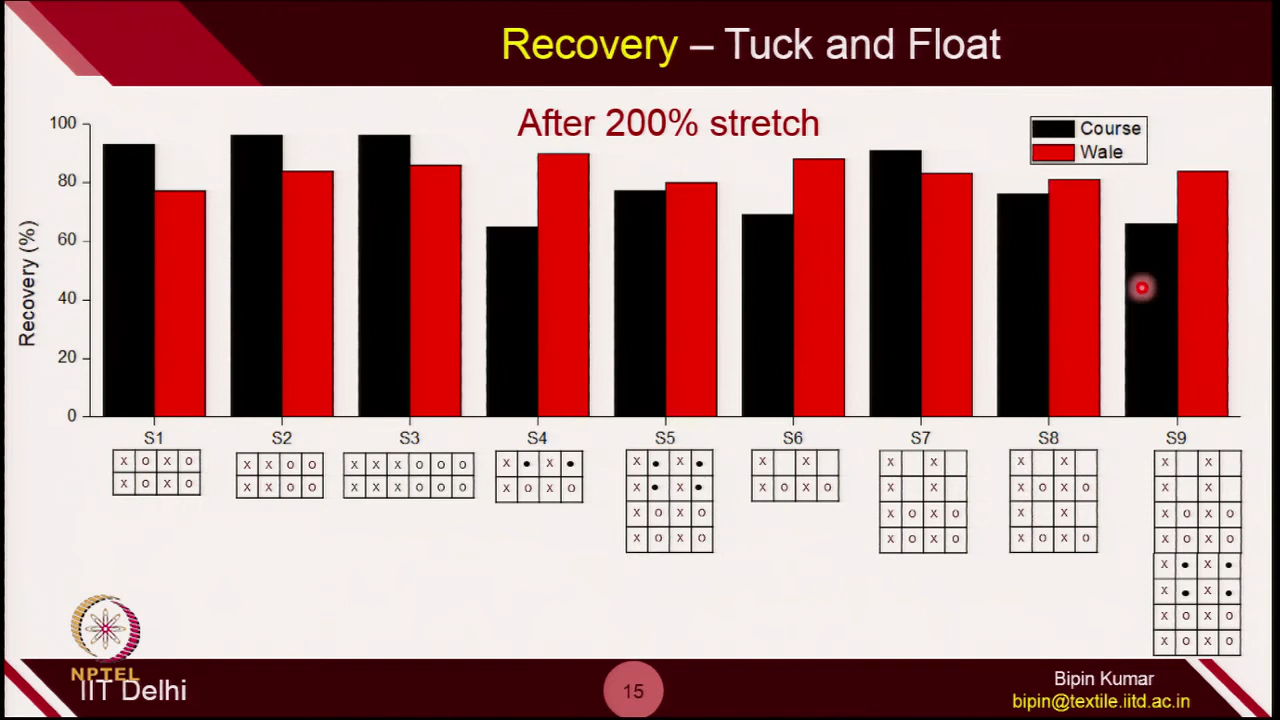 Recovery – Tuck and Float
After 200% stretch
Course
Wale
Recovery (%)
100
80
60
40
20
0
S1 S2 S3 S4 S5 S6 S7 S8 S9
x o x o
x o x o
x x o o
x x o o
x x x o o o
x x x o o o
x • x •
x o x o
x • x •
x • x •
x o x o
x o x o
x x
x o x o
x x
x x
x o x o
x o x o
x x
x o x o
x x
x o x o
x x
x x
x o x o
x o x o
x • x •
x • x •
x o x o
x o x o
NPTEL
IIT Delhi
15
Bipin Kumar
bipin@textile.iitd.ac.in